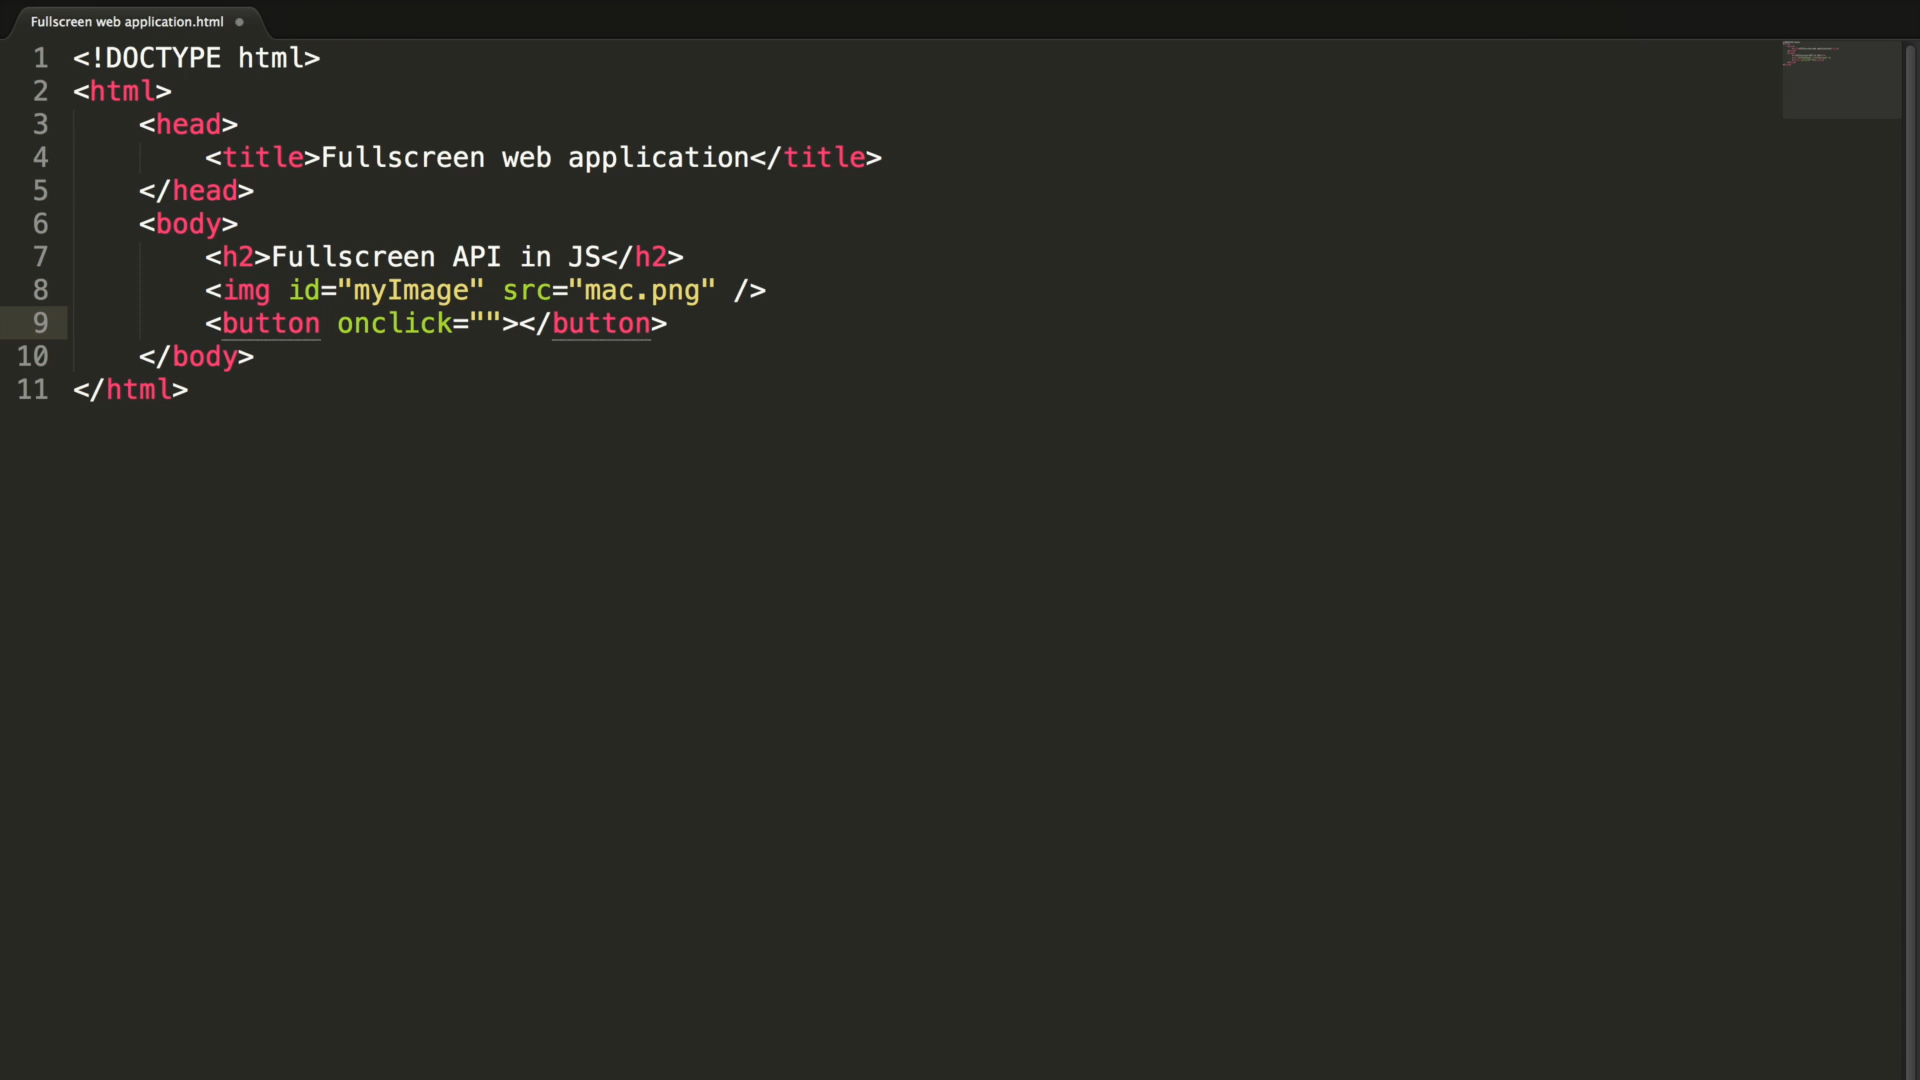 Fullscreen web application.html
1 <!DOCTYPE html>
2 <html>
3 <head>
4 <title>Fullscreen web application</title>
5 </head>
6 <body>
7 <h2>Fullscreen API in JS</h2>
8 <img id="myImage" src="mac.png" />
9 <button onclick=""></button>
10 </body>
11 </html>